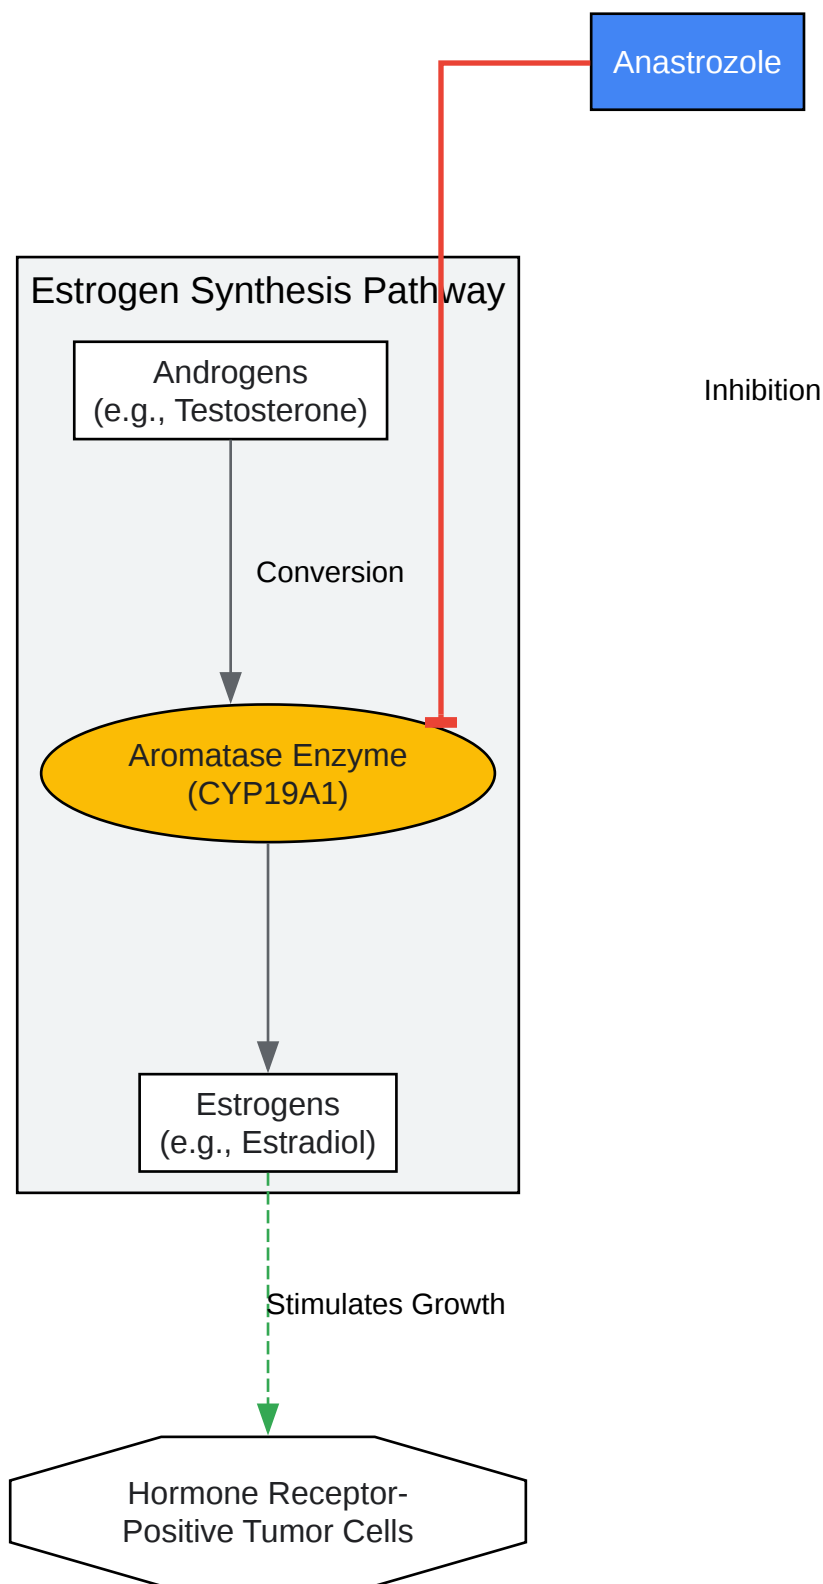 Anastrozole
Estrogen Synthesis Pathway
Androgens
(e.g., Testosterone)
Inhibition
Conversion
Aromatase Enzyme
(CYP19A1)
Estrogens
(e.g., Estradiol)
Stimulates Growth
Hormone Receptor-
Positive Tumor Cells